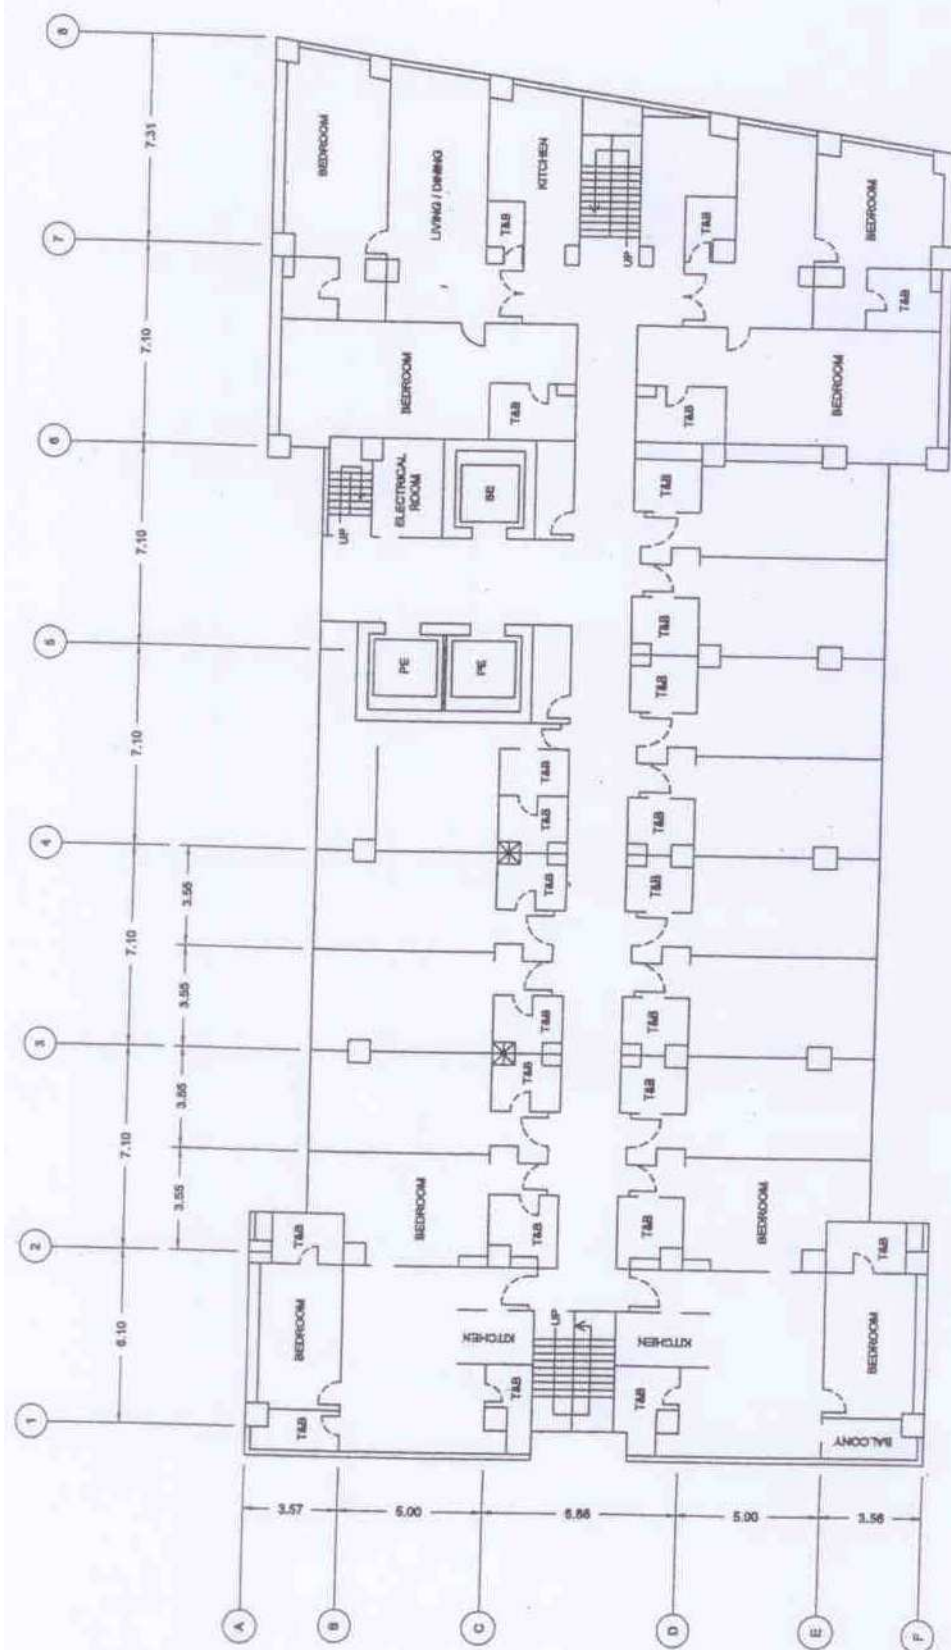 8
7
6
5
4
3
2
1
7.31
7.10
7.10
7.10
7.10
7.10
6.10
3.55
3.55
3.55
3.55
BEDROOM
LIVING / DINING
KITCHEN
T&B
UP
T&B
BEDROOM
T&B
BEDROOM
T&B
T&B
BEDROOM
UP
ELECTRICAL
ROOM
SE
T&B
PE
PE
T&B
T&B
T&B
T&B
T&B
T&B
T&B
T&B
T&B
T&B
T&B
BEDROOM
T&B
T&B
BEDROOM
T&B
T&B
BEDROOM
KITCHEN
UP
KITCHEN
BEDROOM
T&B
T&B
T&B
BALCONY
3.57
5.00
5.00
3.56
A
B
C
D
E
F